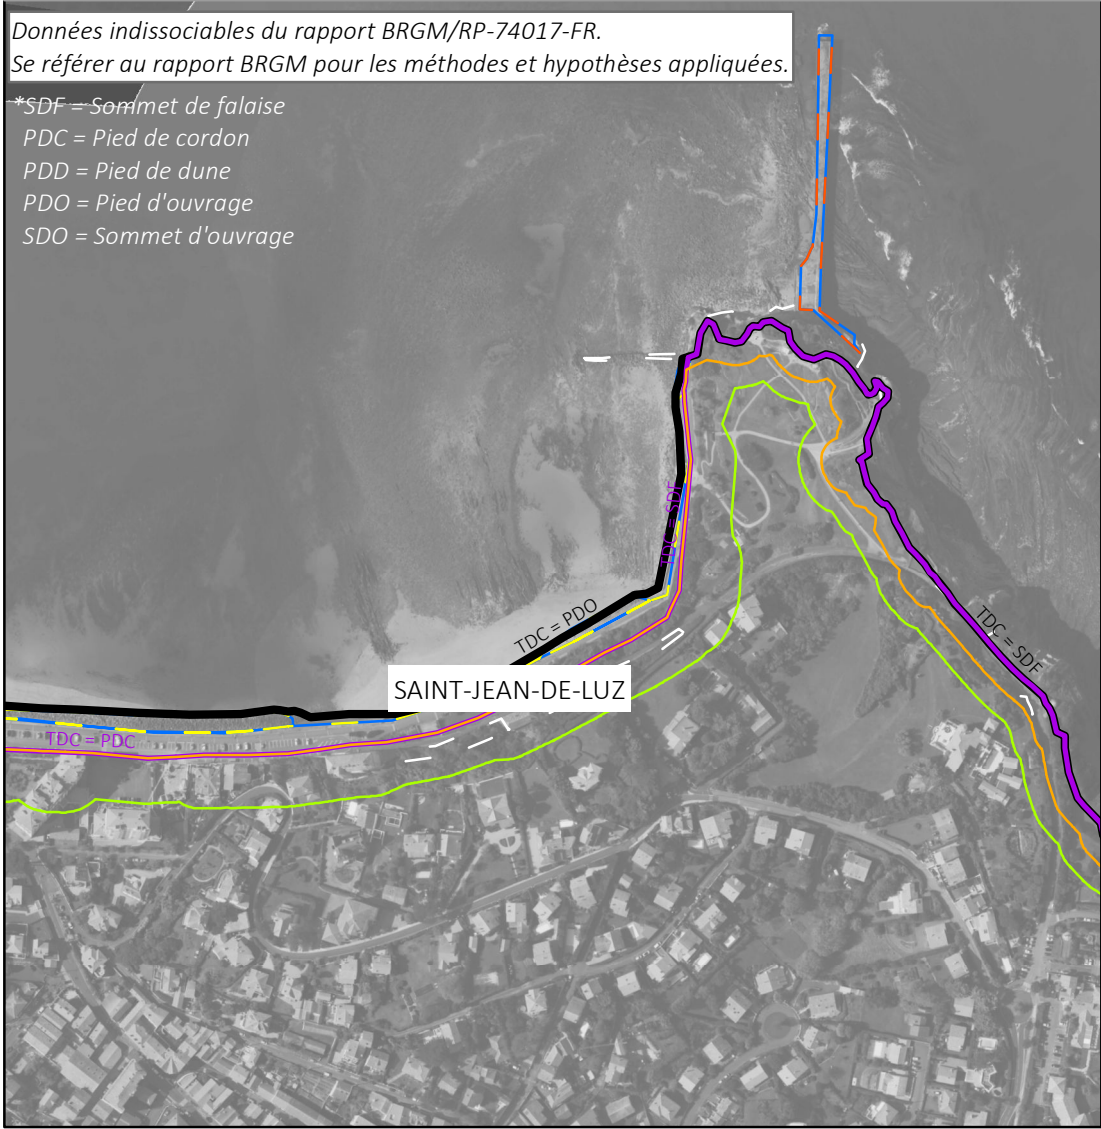 Données indissociables du rapport BRGM/RP-74017-FR.
Se référer au rapport BRGM pour les méthodes et hypothèses appliquées.
*SDF = Sommet de falaise
PDC = Pied de cordon
PDD = Pied de dune
PDO = Pied d'ouvrage
SDO = Sommet d'ouvrage
TDC = SDF
TDC = PDO
TDC = SDF
SAINT-JEAN-DE-LUZ
TDC = PDC